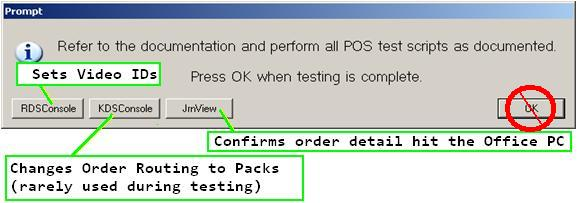 Prompt
Refer to the documentation and perform all POS test scripts as documented.
Sets Video IDs
Press OK when testing is complete.
RDSConsole
KDSConsole
JrnView
OK
Confirms order detail hit the Office PC
Changes Order Routing to Packs
(rarely used during testing)